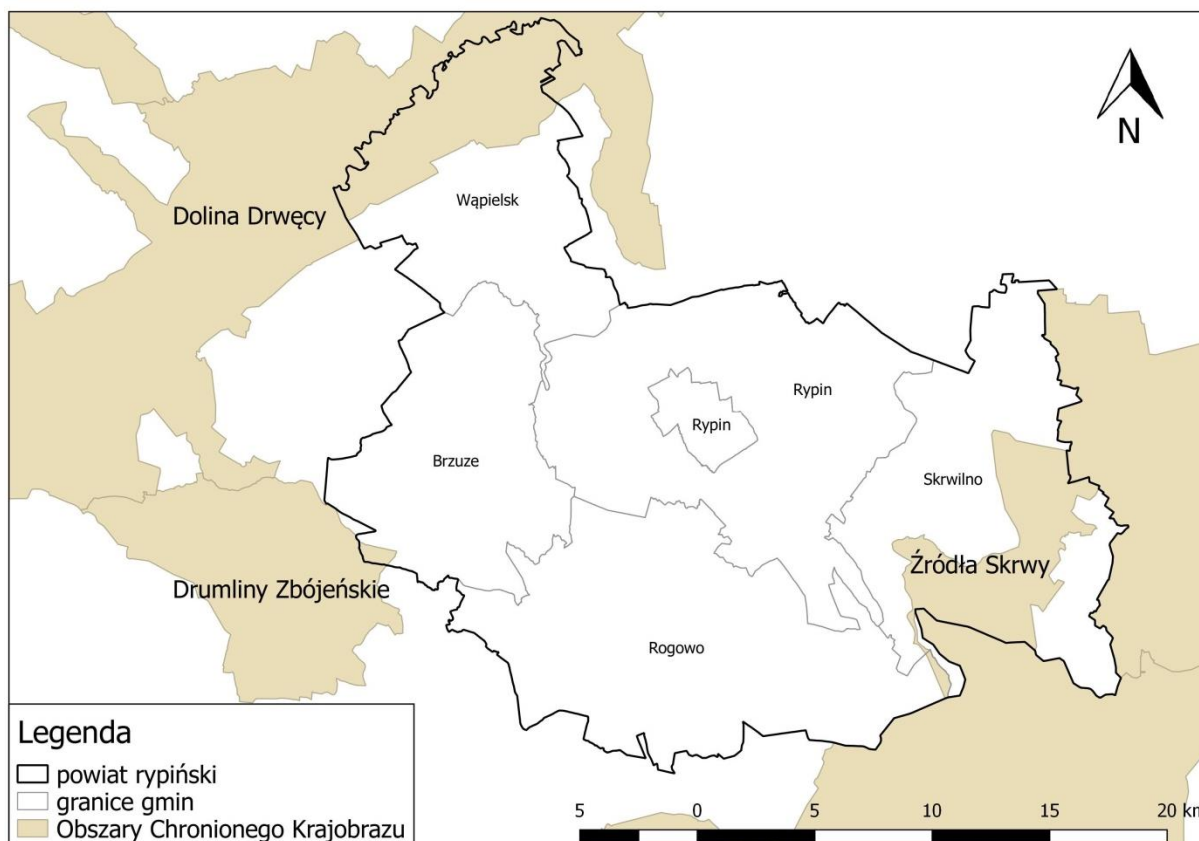 N
Wąpielsk
Dolina Drwęcy
Rypin
Rypin
Brzuze
Skrwilno
Źródła Skrwy
Drumliny Zbójeńskie
Rogowo
Legenda
powiat rypiński
granice gmin
Obszary Chronionego Krajobrazu
5 0 5 10 15 20 km